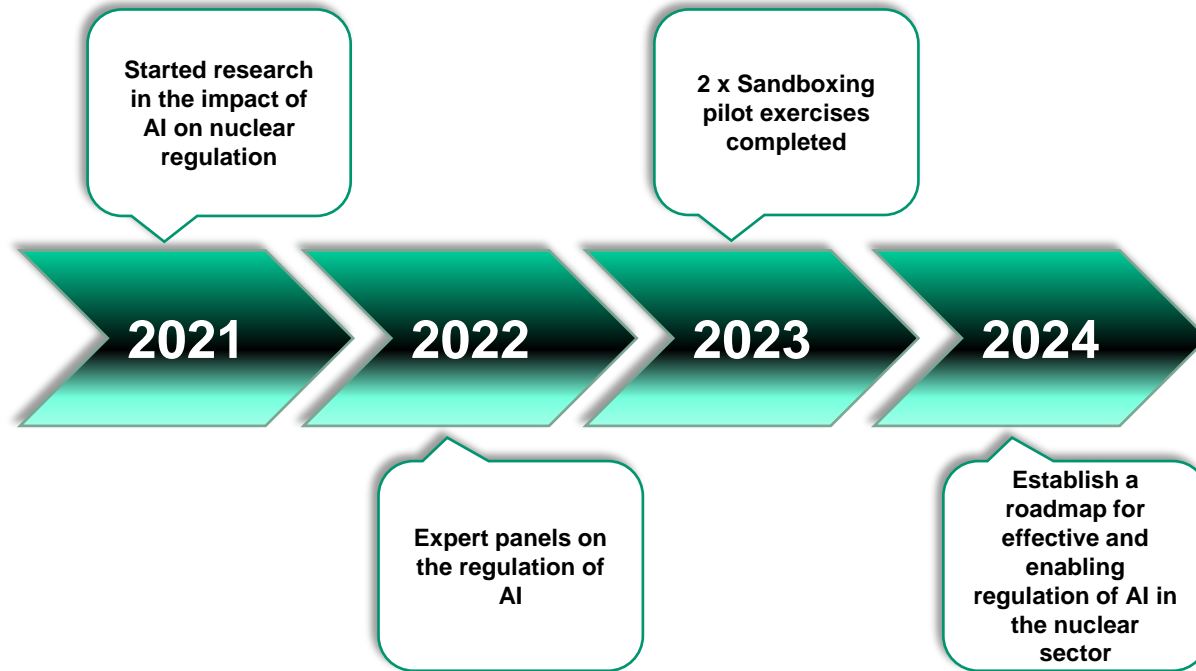 Started research
in the impact of
AI on nuclear
regulation
2 x Sandboxing
pilot exercises
completed
2021
2022
2023
2024
Expert panels on
the regulation of
AI
Establish a
roadmap for
effective and
enabling
regulation of AI in
the nuclear
sector